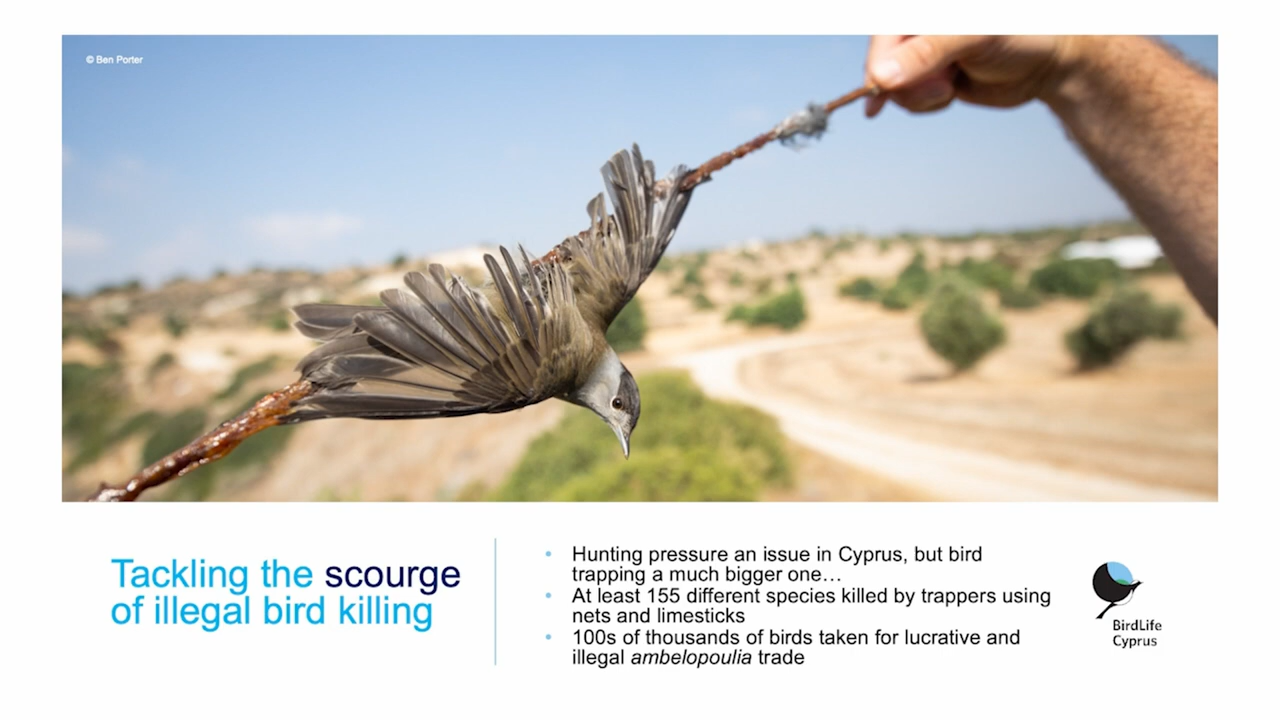 © Ben Porter
Tackling the scourge
of illegal bird killing
• Hunting pressure an issue in Cyprus, but bird
trapping a much bigger one…
• At least 155 different species killed by trappers using
nets and limesticks
• 100s of thousands of birds taken for lucrative and
illegal ambelopoulia trade
BirdLife
Cyprus